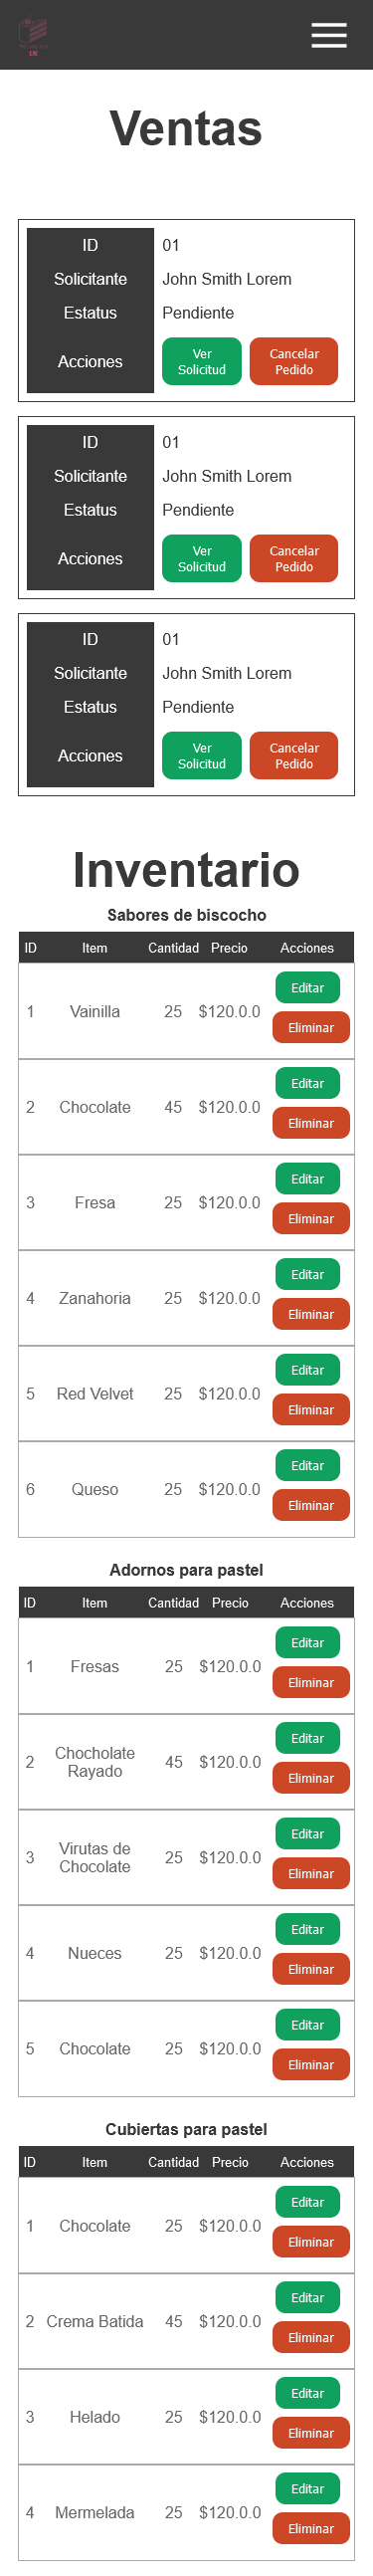 Ventas
ID 01
Solicitante John Smith Lorem
Estatus Pendiente
Acciones Ver Solicitud Cancelar Pedido
ID 01
Solicitante John Smith Lorem
Estatus Pendiente
Acciones Ver Solicitud Cancelar Pedido
ID 01
Solicitante John Smith Lorem
Estatus Pendiente
Acciones Ver Solicitud Cancelar Pedido
Inventario
Sabores de biscocho
ID Item Cantidad Precio Acciones
1 Vainilla 25 $120.0.0 Editar Eliminar
2 Chocolate 45 $120.0.0 Editar Eliminar
3 Fresa 25 $120.0.0 Editar Eliminar
4 Zanahoria 25 $120.0.0 Editar Eliminar
5 Red Velvet 25 $120.0.0 Editar Eliminar
6 Queso 25 $120.0.0 Editar Eliminar
Adornos para pastel
ID Item Cantidad Precio Acciones
1 Fresas 25 $120.0.0 Editar Eliminar
2 Chocholate Rayado 45 $120.0.0 Editar Eliminar
3 Virutas de Chocolate 25 $120.0.0 Editar Eliminar
4 Nueces 25 $120.0.0 Editar Eliminar
5 Chocolate 25 $120.0.0 Editar Eliminar
Cubiertas para pastel
ID Item Cantidad Precio Acciones
1 Chocolate 25 $120.0.0 Editar Eliminar
2 Crema Batida 45 $120.0.0 Editar Eliminar
3 Helado 25 $120.0.0 Editar Eliminar
4 Mermelada 25 $120.0.0 Editar Eliminar